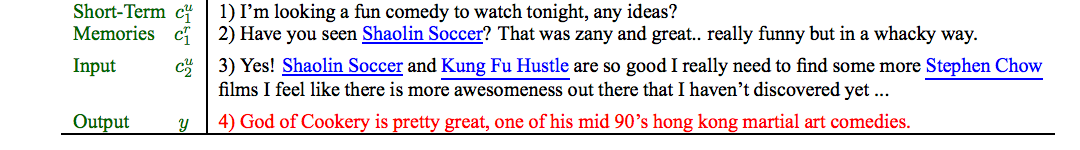 Short-Term c₁ᵘ 1) I'm looking a fun comedy to watch tonight, any ideas?
Memories c₁ʳ 2) Have you seen Shaolin Soccer? That was zany and great.. really funny but in a whacky way.
Input c₂ᵘ 3) Yes! Shaolin Soccer and Kung Fu Hustle are so good I really need to find some more Stephen Chow
films I feel like there is more awesomeness out there that I haven't discovered yet ...
Output y 4) God of Cookery is pretty great, one of his mid 90's hong kong martial art comedies.